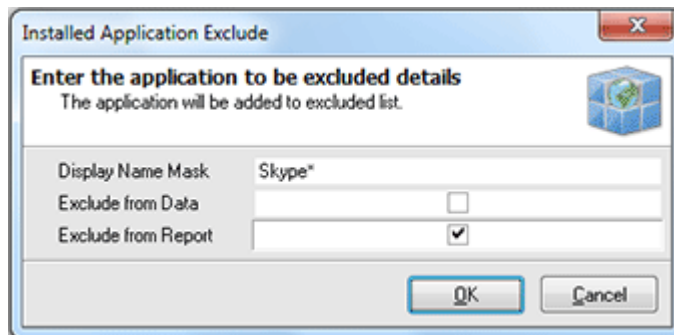 Installed Application Exclude
Enter the application to be excluded details
The application will be added to excluded list.
Display Name Mask Skype*
Exclude from Data
Exclude from Report
OK Cancel